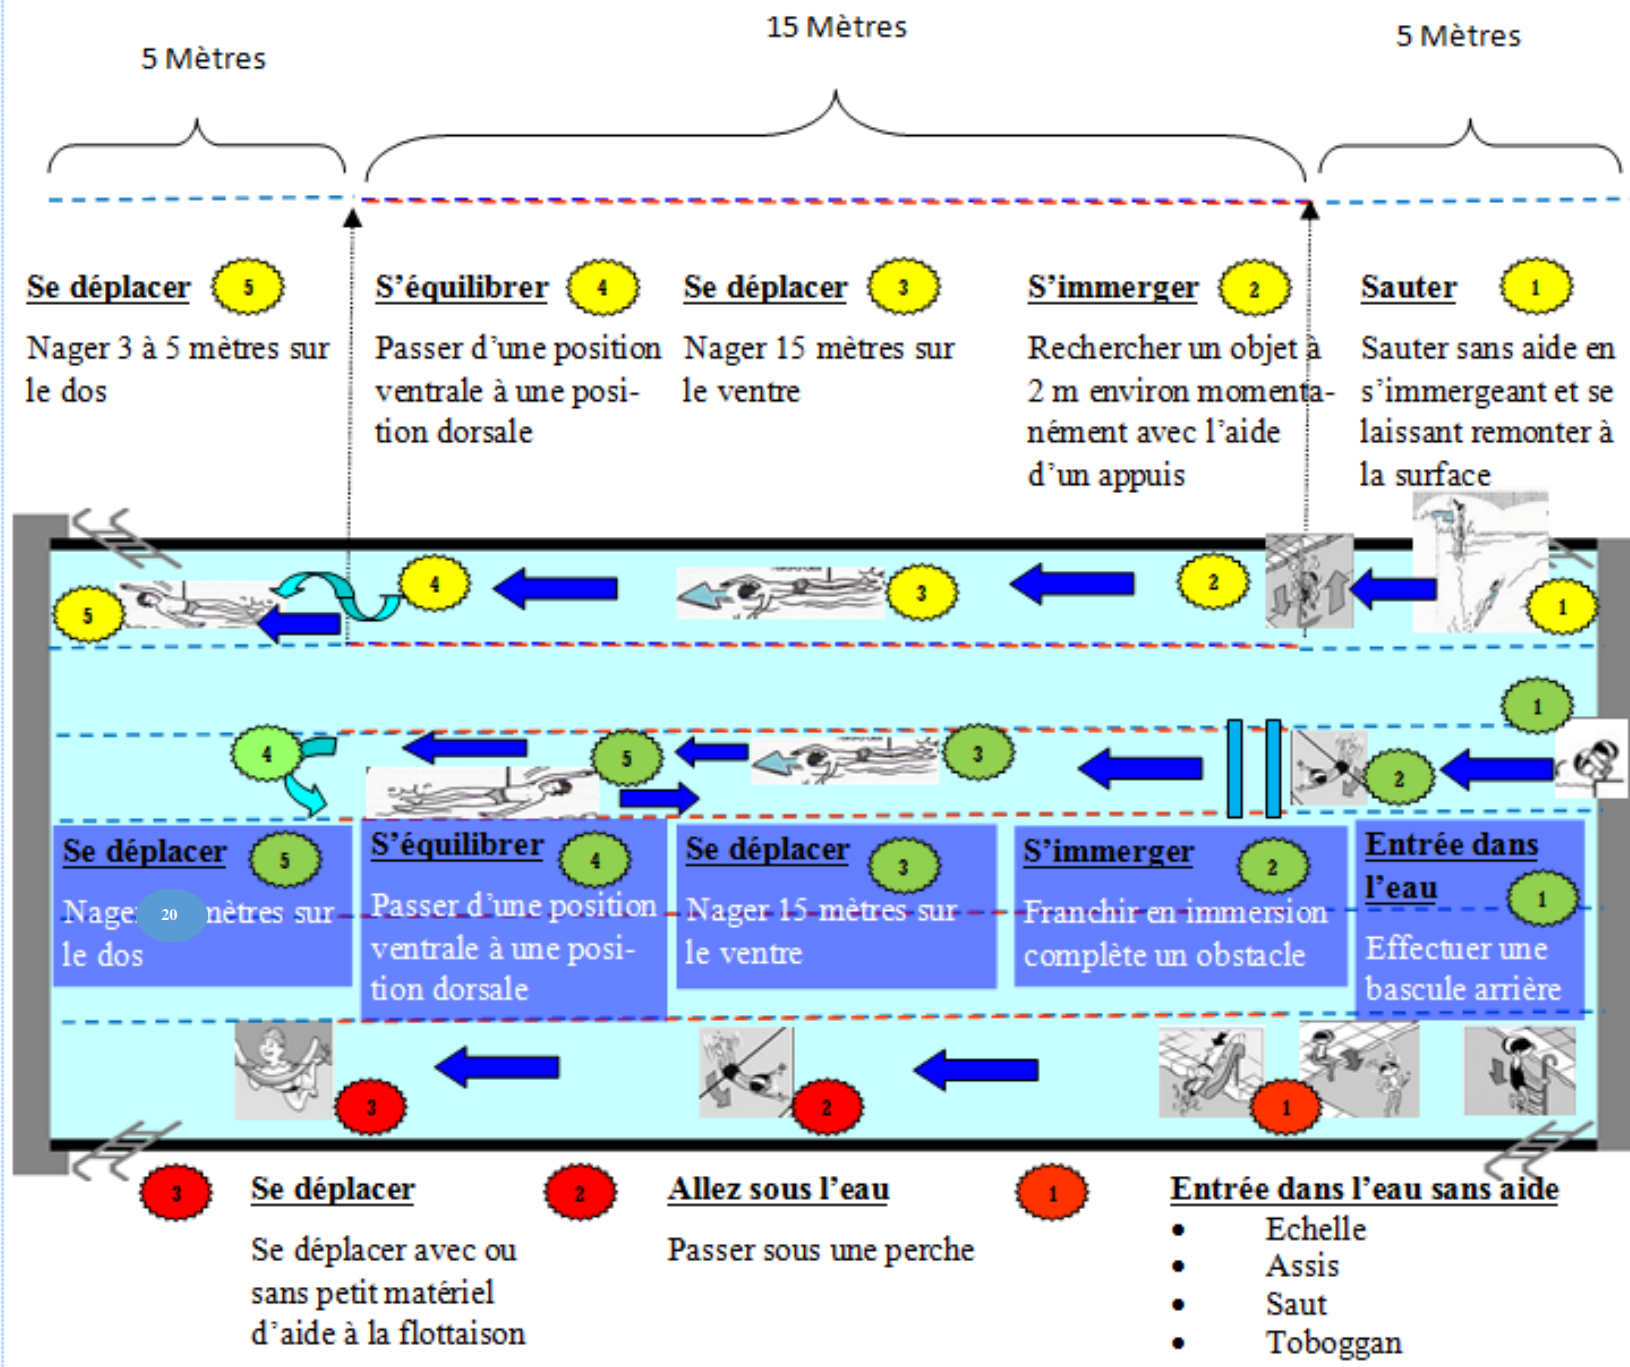 5 Mètres
15 Mètres
5 Mètres
Se déplacer 5
Nager 3 à 5 mètres sur
le dos
S'équilibrer 4
Passer d'une position
ventrale à une posi-
tion dorsale
Se déplacer 3
Nager 15 mètres sur
le ventre
S'immerger 2
Rechercher un objet à
2 m environ momenta-
nément avec l'aide
d'un appuis
Sauter 1
Sauter sans aide en
s'immergeant et se
laissant remonter à
la surface
5
4
3
2
1
4
5
3
2
1
Se déplacer 5
Nager 20 mètres sur
le dos
S'équilibrer 4
Passer d'une position
ventrale à une posi-
tion dorsale
Se déplacer 3
Nager 15 mètres sur
le ventre
S'immerger 2
Franchir en immersion
complète un obstacle
Entrée dans
l'eau 1
Effectuer une
bascule arrière
3
2
1
3 Se déplacer
Se déplacer avec ou
sans petit matériel
d'aide à la flottaison
2 Allez sous l'eau
Passer sous une perche
1 Entrée dans l'eau sans aide
• Echelle
• Assis
• Saut
• Toboggan